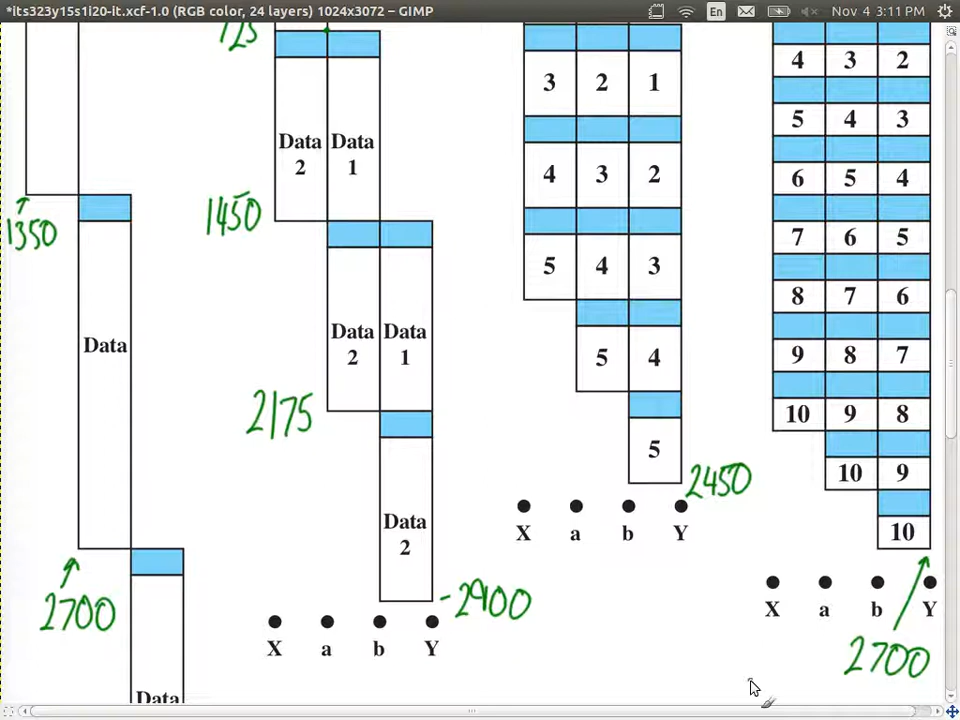 *its323y15s1l20-it.xcf-1.0 (RGB color, 24 layers) 1024x3072 – GIMP
En
Nov 4 3:11 PM
1350
Data
2700
Data
725
Data 2
Data 1
1450
Data 2
Data 1
2175
Data 2
-2900
X a b Y
3 2 1
4 3 2
5 4 3
5 4
5
2450
X a b Y
4 3 2
5 4 3
6 5 4
7 6 5
8 7 6
9 8 7
10 9 8
10 9
10
X a b Y
2700